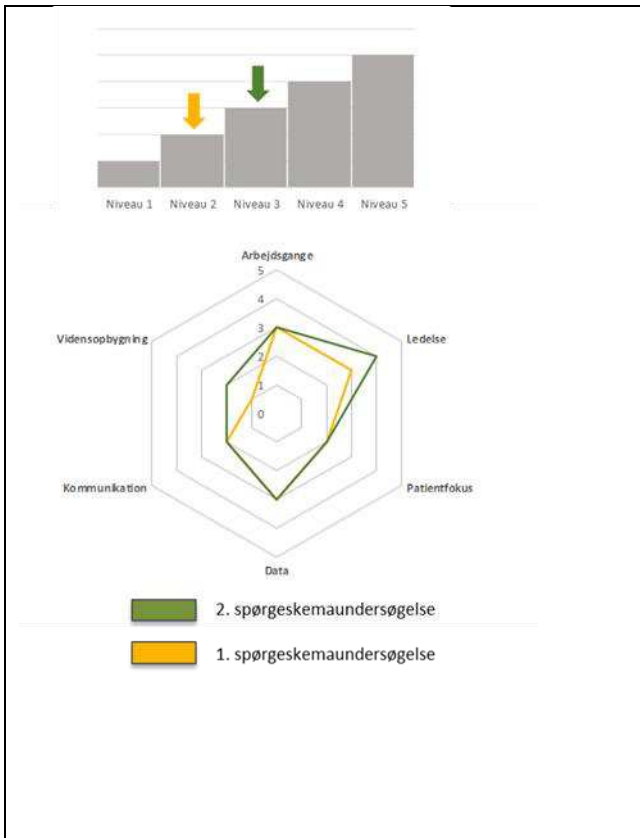 Niveau 1 Niveau 2 Niveau 3 Niveau 4 Niveau 5
Arbejdsgange
5
4
3
2
1
0
Vidensopbygning
Ledelse
Kommunikation
Patientfokus
Data
2. spørgeskemaundersøgelse
1. spørgeskemaundersøgelse